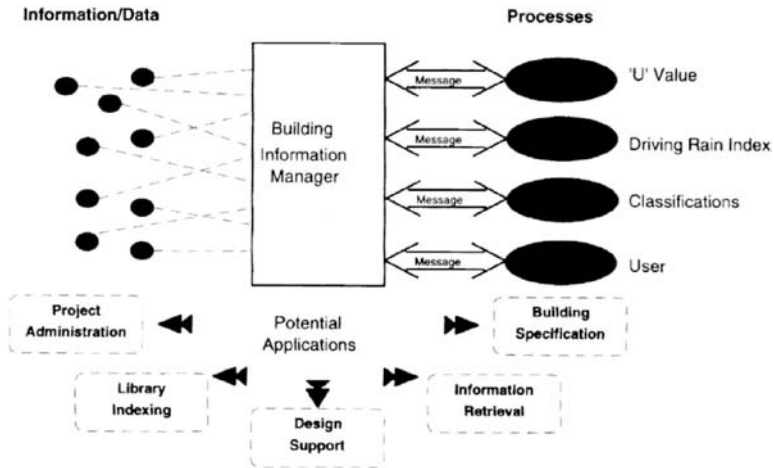 Information/Data
Processes
Message
'U' Value
Building
Information
Manager
Message
Driving Rain Index
Message
Classifications
Message
User
Project
Administration
Potential
Applications
Building
Specification
Library
Indexing
Information
Retrieval
Design
Support